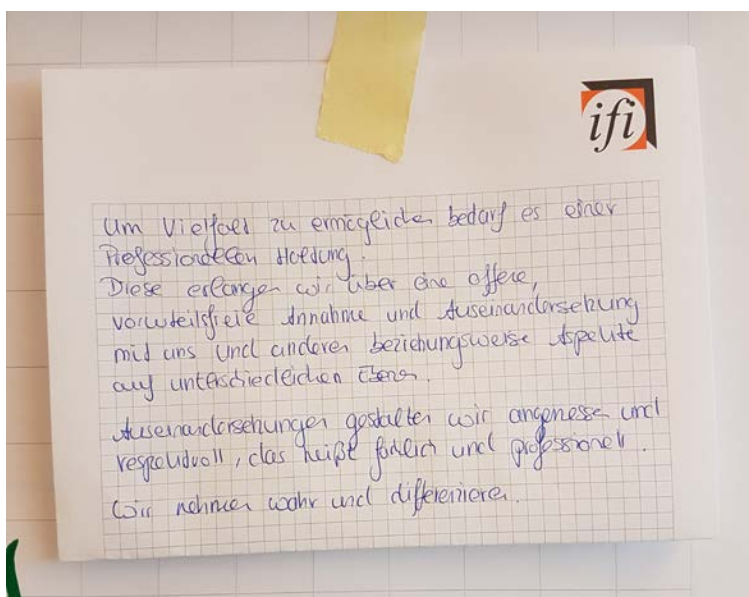 ifi
Um Vielfalt zu ermöglichen bedarf es einer
Professionellen Haltung.
Diese erlangen wir über eine offene,
vorurteilsfreie Annahme und Auseinandersetzung
mit uns und anderen beziehungsweise Aspekte
auf unterschiedlichen Ebenen.
Auseinandersetzungen gestalten wir angemessen und
respektvoll, das heißt fachlich und professionell.
Wir nehmen wahr und differenzieren.